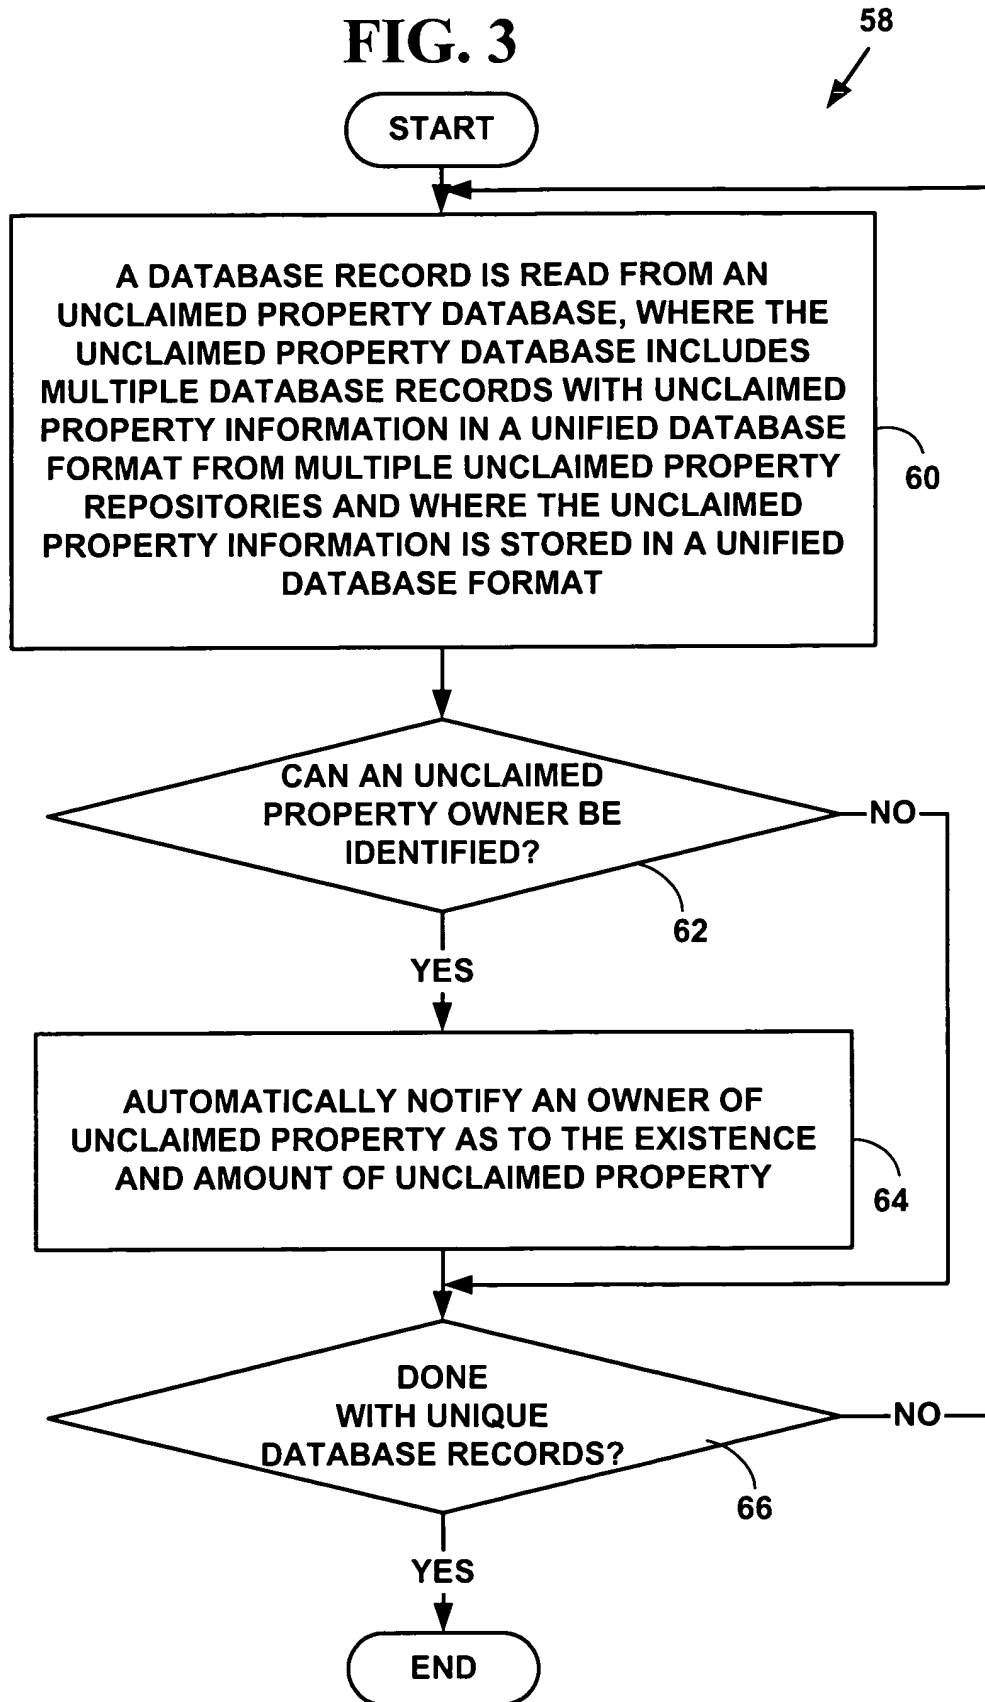 FIG. 3
58
START
A DATABASE RECORD IS READ FROM AN
UNCLAIMED PROPERTY DATABASE, WHERE THE
UNCLAIMED PROPERTY DATABASE INCLUDES
MULTIPLE DATABASE RECORDS WITH UNCLAIMED
PROPERTY INFORMATION IN A UNIFIED DATABASE
FORMAT FROM MULTIPLE UNCLAIMED PROPERTY
REPOSITORIES AND WHERE THE UNCLAIMED
PROPERTY INFORMATION IS STORED IN A UNIFIED
DATABASE FORMAT
60
CAN AN UNCLAIMED
PROPERTY OWNER BE
IDENTIFIED?
NO
62
YES
AUTOMATICALLY NOTIFY AN OWNER OF
UNCLAIMED PROPERTY AS TO THE EXISTENCE
AND AMOUNT OF UNCLAIMED PROPERTY
64
DONE
WITH UNIQUE
DATABASE RECORDS?
NO
66
YES
END